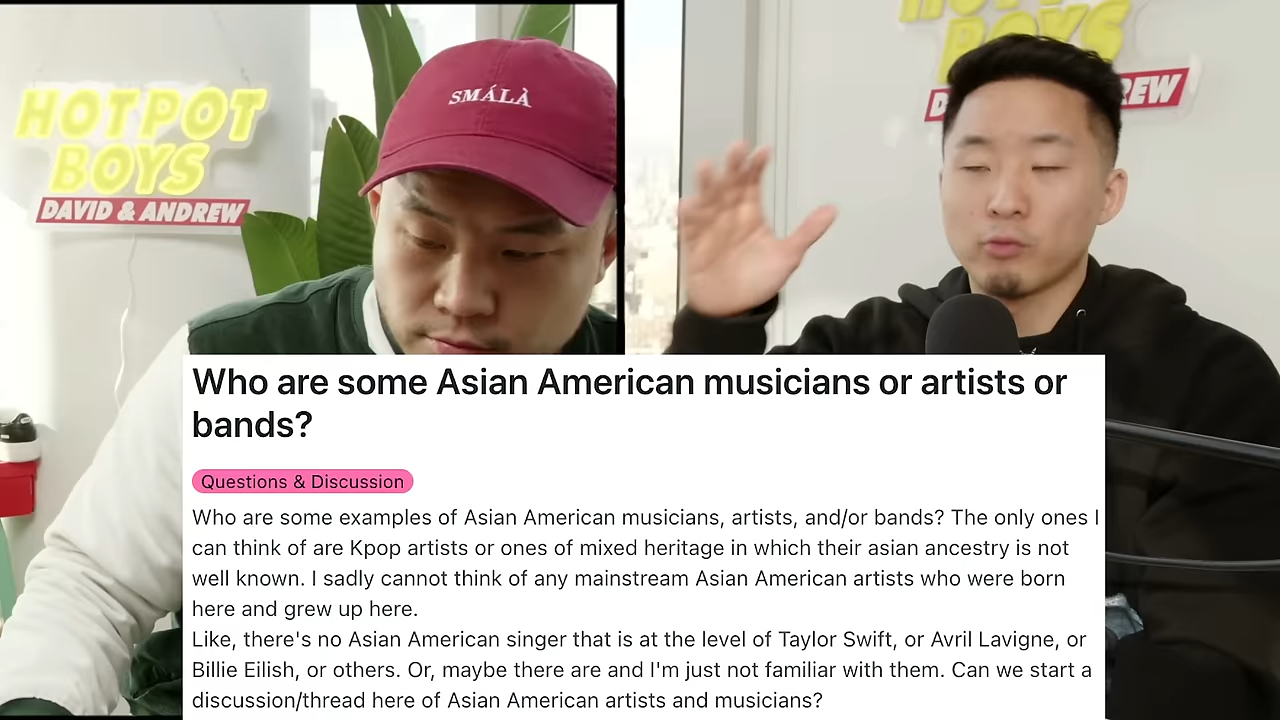 HOTPOT
BOYS
DAVID & ANDREW
SMÁLÀ
BOYS
REW
Who are some Asian American musicians or artists or
bands?
Questions & Discussion
Who are some examples of Asian American musicians, artists, and/or bands? The only ones I
can think of are Kpop artists or ones of mixed heritage in which their asian ancestry is not
well known. I sadly cannot think of any mainstream Asian American artists who were born
here and grew up here.
Like, there's no Asian American singer that is at the level of Taylor Swift, or Avril Lavigne, or
Billie Eilish, or others. Or, maybe there are and I'm just not familiar with them. Can we start a
discussion/thread here of Asian American artists and musicians?